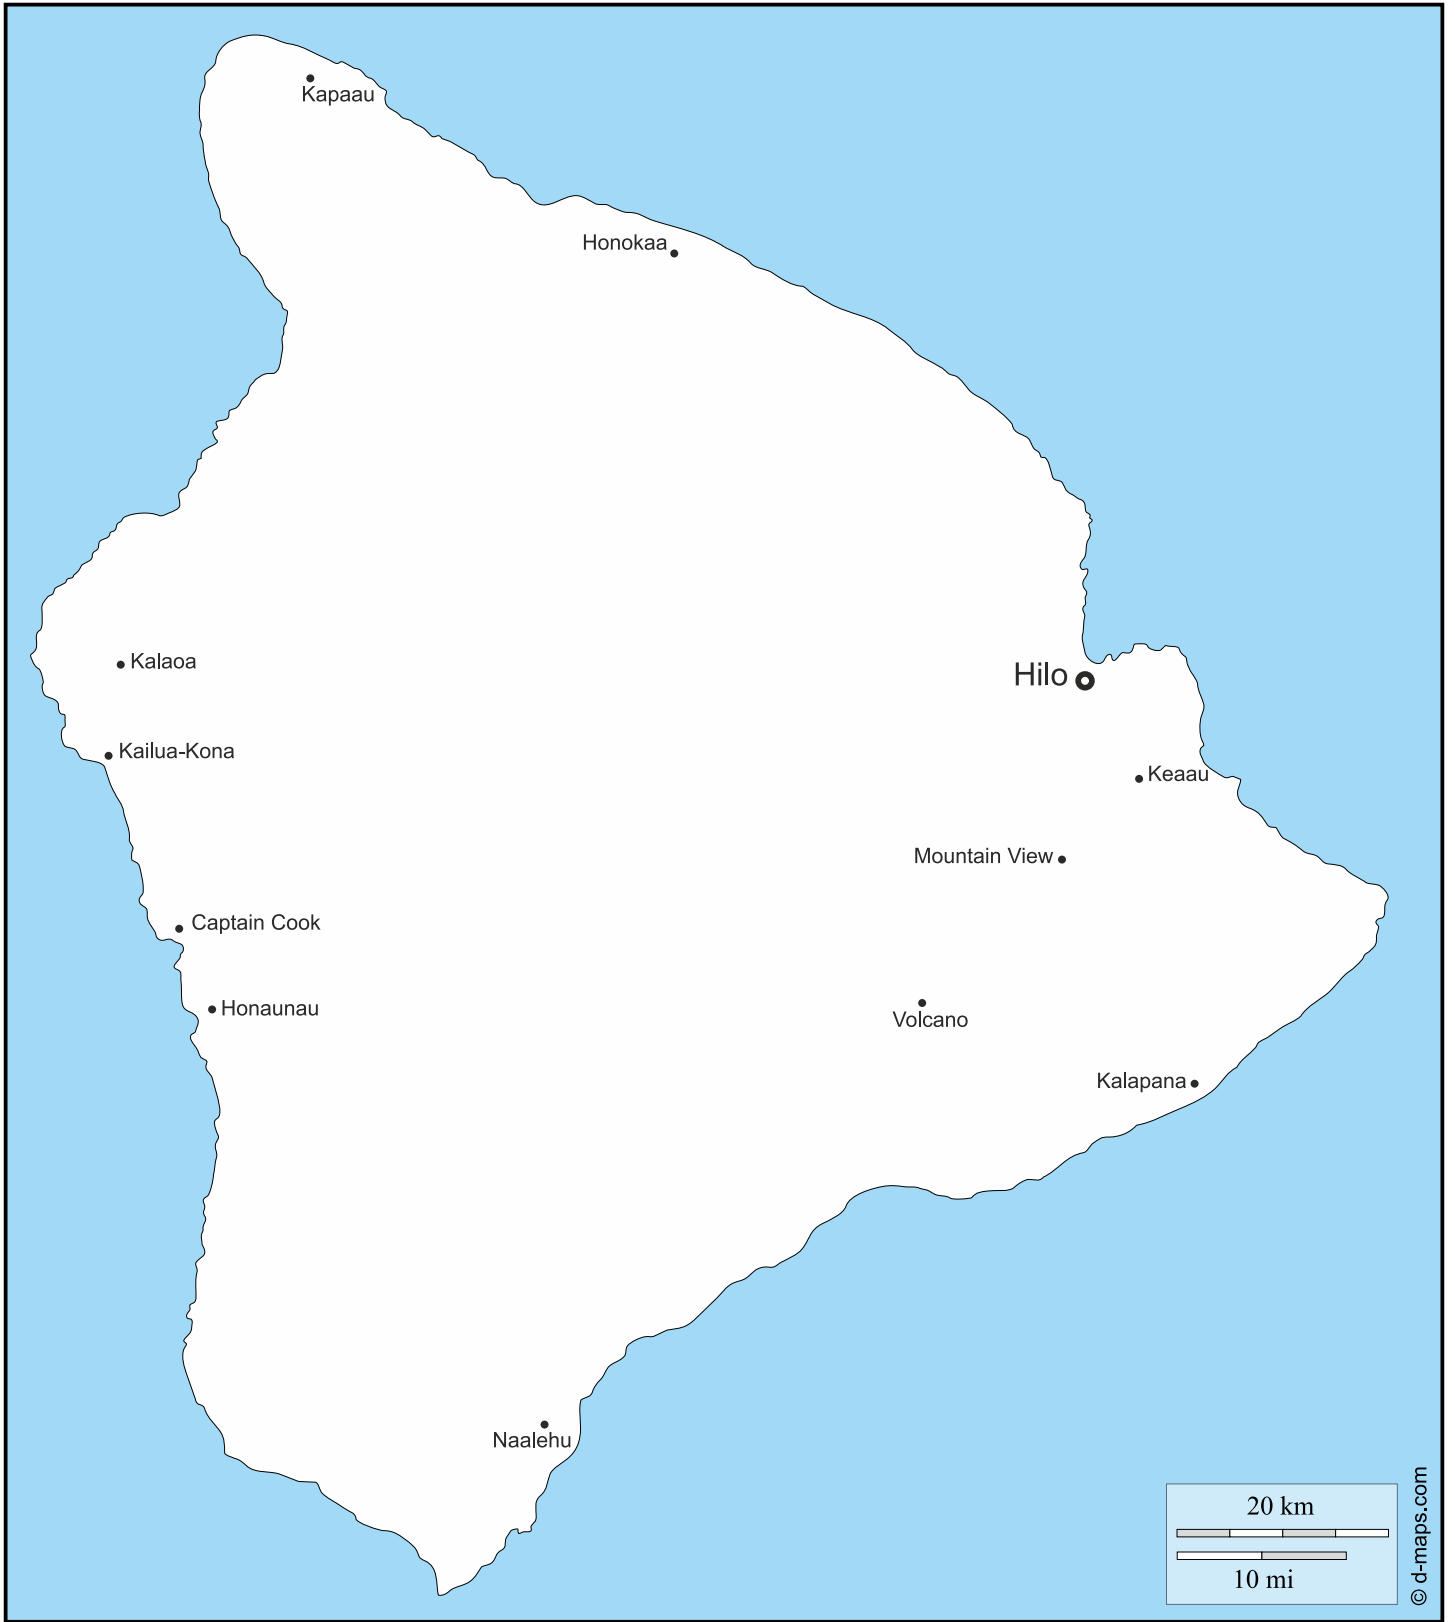 Kapaau
Honokaa
Kalaoa
Hilo
Kailua-Kona
Keaau
Mountain View
Captain Cook
Honaunau
Volcano
Kalapana
Naalehu
20 km
10 mi
© d-maps.com